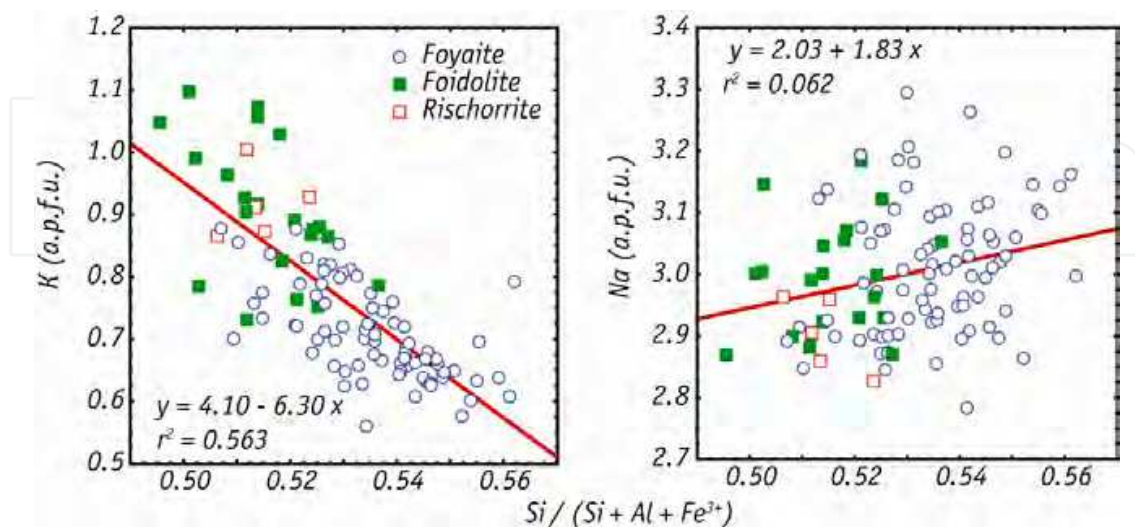 1.2
1.1
1.0
0.9
0.8
0.7
0.6
0.5
K (a.p.f.u.)
Foyaite
Foidolite
Rischorrite
y = 4.10 - 6.30 x
r² = 0.563
0.50
0.52
0.54
0.56
3.4
3.3
3.2
3.1
3.0
2.9
2.8
2.7
Na (a.p.f.u.)
y = 2.03 + 1.83 x
r² = 0.062
0.50
0.52
0.54
0.56
Si / (Si + Al + Fe³⁺)